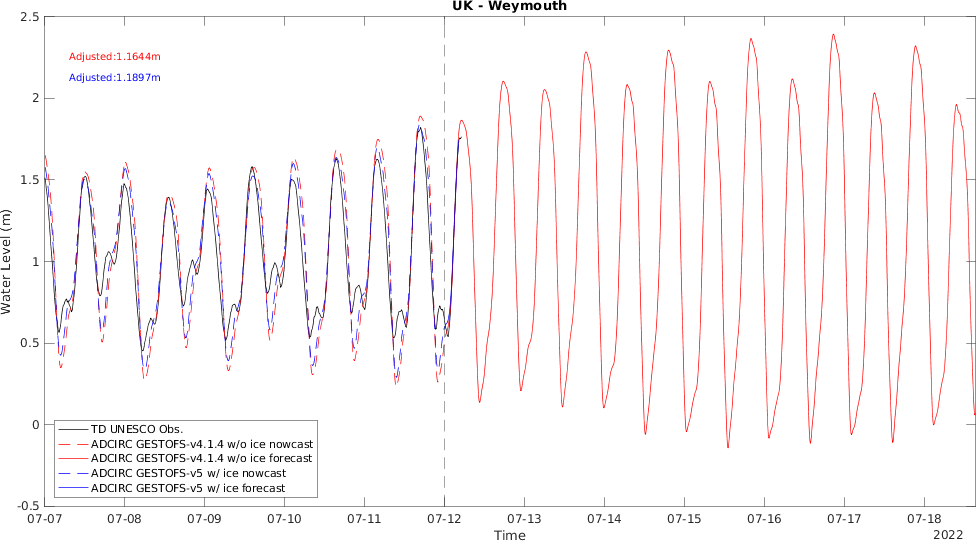 UK - Weymouth
2.5
Adjusted:1.1644m
Adjusted:1.1897m
2
1.5
1
0.5
0
-0.5
Water Level (m)
TD UNESCO Obs.
ADCIRC GESTOFS-v4.1.4 w/o ice nowcast
ADCIRC GESTOFS-v4.1.4 w/o ice forecast
ADCIRC GESTOFS-v5 w/ ice nowcast
ADCIRC GESTOFS-v5 w/ ice forecast
07-07 07-08 07-09 07-10 07-11 07-12 07-13 07-14 07-15 07-16 07-17 07-18
Time
2022